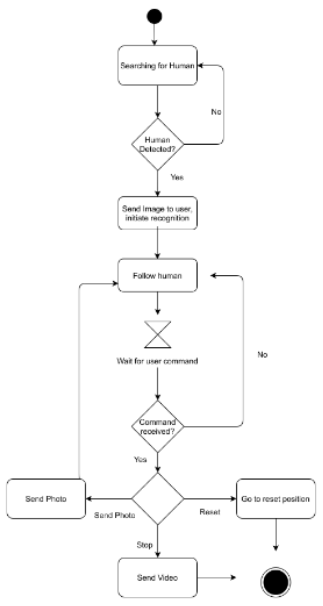 Searching for Human
No
Human
Detected?
Yes
Send Image to user,
initiate recognition
Follow human
Wait for user command
No
Command
received?
Yes
Send Photo
Send Photo
Reset
Go to reset position
Stop
Send Video